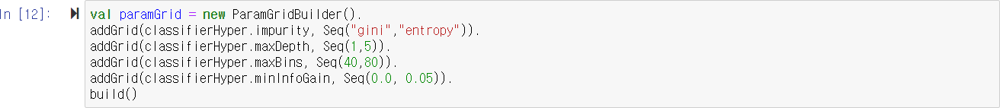 In [12]:
val paramGrid = new ParamGridBuilder().
addGrid(classifierHyper.impurity, Seq("gini","entropy")).
addGrid(classifierHyper.maxDepth, Seq(1,5)).
addGrid(classifierHyper.maxBins, Seq(40,80)).
addGrid(classifierHyper.minInfoGain, Seq(0.0, 0.05)).
build()